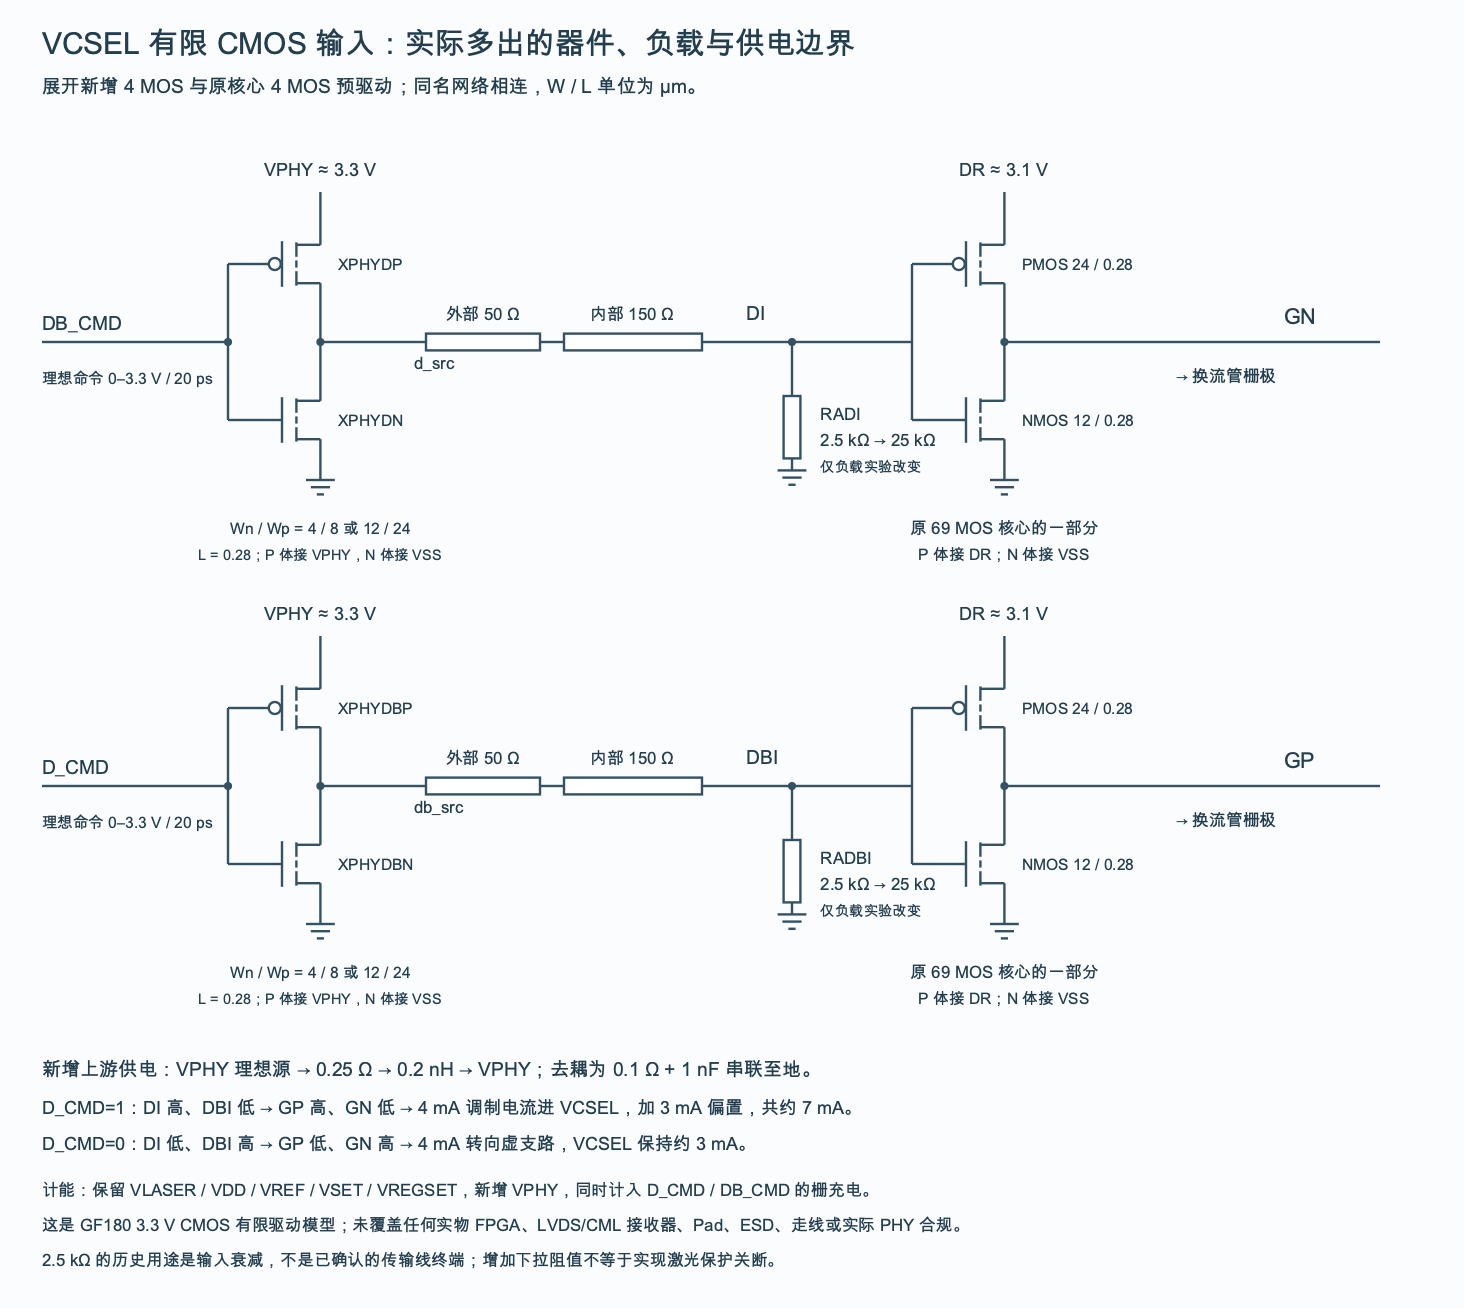 VCSEL 有限 CMOS 输入：实际多出的器件、负载与供电边界
展开新增 4 MOS 与原核心 4 MOS 预驱动；同名网络相连，W / L 单位为 µm。
VPHY ≈ 3.3 V
DR ≈ 3.1 V
XPHYDP
PMOS 24 / 0.28
外部 50 Ω
内部 150 Ω
DI
GN
DB_CMD
d_src
理想命令 0–3.3 V / 20 ps
→ 换流管栅极
RADI
XPHYDN
2.5 kΩ → 25 kΩ
NMOS 12 / 0.28
仅负载实验改变
Wn / Wp = 4 / 8 或 12 / 24
原 69 MOS 核心的一部分
L = 0.28；P 体接 VPHY，N 体接 VSS
P 体接 DR；N 体接 VSS
VPHY ≈ 3.3 V
DR ≈ 3.1 V
XPHYDBP
PMOS 24 / 0.28
外部 50 Ω
内部 150 Ω
DBI
GP
D_CMD
db_src
理想命令 0–3.3 V / 20 ps
→ 换流管栅极
RADBI
XPHYDBN
2.5 kΩ → 25 kΩ
NMOS 12 / 0.28
仅负载实验改变
Wn / Wp = 4 / 8 或 12 / 24
原 69 MOS 核心的一部分
L = 0.28；P 体接 VPHY，N 体接 VSS
P 体接 DR；N 体接 VSS
新增上游供电：VPHY 理想源 → 0.25 Ω → 0.2 nH → VPHY；去耦为 0.1 Ω + 1 nF 串联至地。
D_CMD=1：DI 高、DBI 低 → GP 高、GN 低 → 4 mA 调制电流进 VCSEL，加 3 mA 偏置，共约 7 mA。
D_CMD=0：DI 低、DBI 高 → GP 低、GN 高 → 4 mA 转向虚支路，VCSEL 保持约 3 mA。
计能：保留 VLASER / VDD / VREF / VSET / VREGSET，新增 VPHY，同时计入 D_CMD / DB_CMD 的栅充电。
这是 GF180 3.3 V CMOS 有限驱动模型；未覆盖任何实物 FPGA、LVDS/CML 接收器、Pad、ESD、走线或实际 PHY 合规。
2.5 kΩ 的历史用途是输入衰减，不是已确认的传输线终端；增加下拉阻值不等于实现激光保护关断。